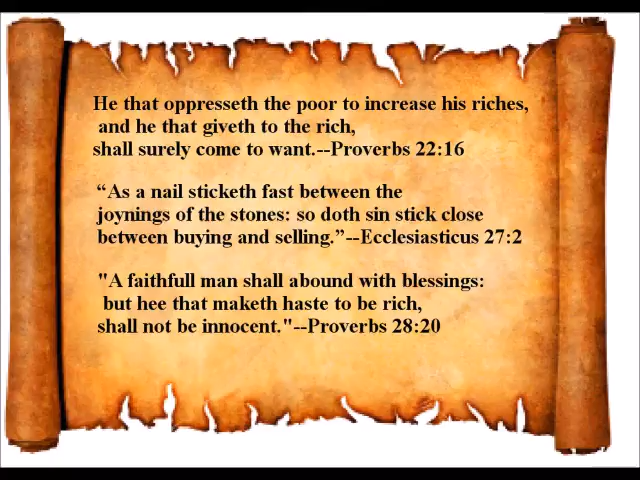 He that oppresseth the poor to increase his riches,
and he that giveth to the rich,
shall surely come to want.--Proverbs 22:16
“As a nail sticketh fast between the
joynings of the stones: so doth sin stick close
between buying and selling.”--Ecclesiasticus 27:2
"A faithfull man shall abound with blessings:
but hee that maketh haste to be rich,
shall not be innocent."--Proverbs 28:20